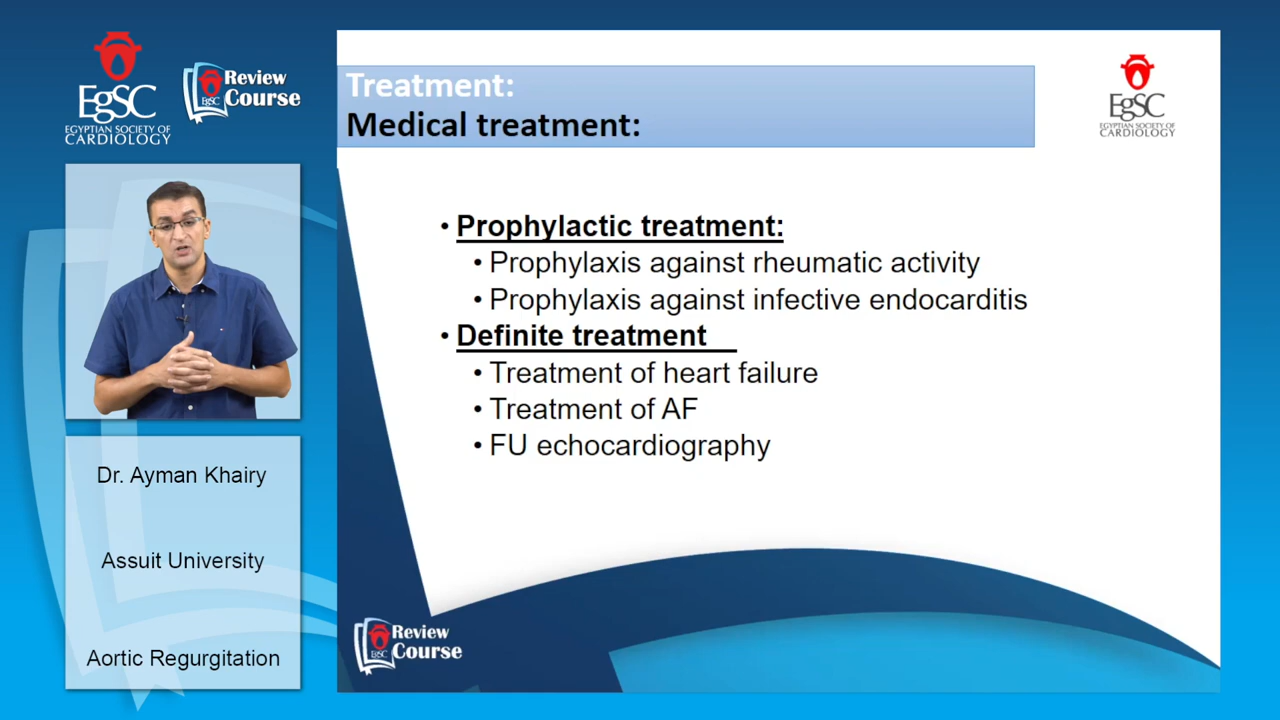 EgSC
EGYPTIAN SOCIETY OF
CARDIOLOGY
EgSC
Review
Course
Dr. Ayman Khairy
Assuit University
Aortic Regurgitation
Treatment:
Medical treatment:
EgSC
EGYPTIAN SOCIETY OF
CARDIOLOGY
• Prophylactic treatment:
• Prophylaxis against rheumatic activity
• Prophylaxis against infective endocarditis
• Definite treatment
• Treatment of heart failure
• Treatment of AF
• FU echocardiography
EgSC
Review
Course